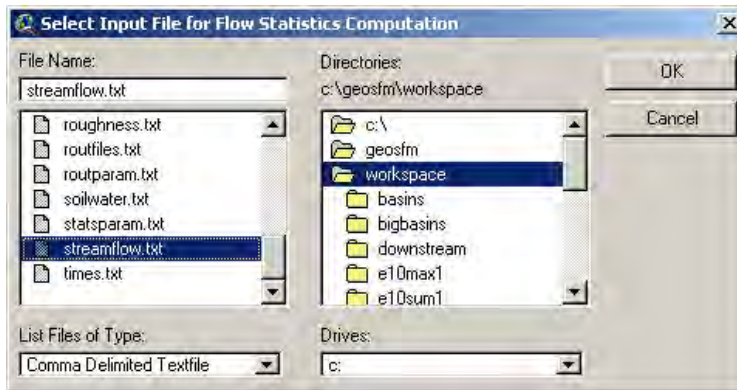 Select Input File for Flow Statistics Computation
File Name:
streamflow.txt
roughness.txt
routfiles.txt
routparam.txt
soilwater.txt
statsparam.txt
streamflow.txt
times.txt
List Files of Type:
Comma Delimited Textfile
Directories:
c:\geosfm\workspace
c:\
geosfm
workspace
basins
bigbasins
downstream
e10max1
e10sum1
Drives:
c:
OK
Cancel